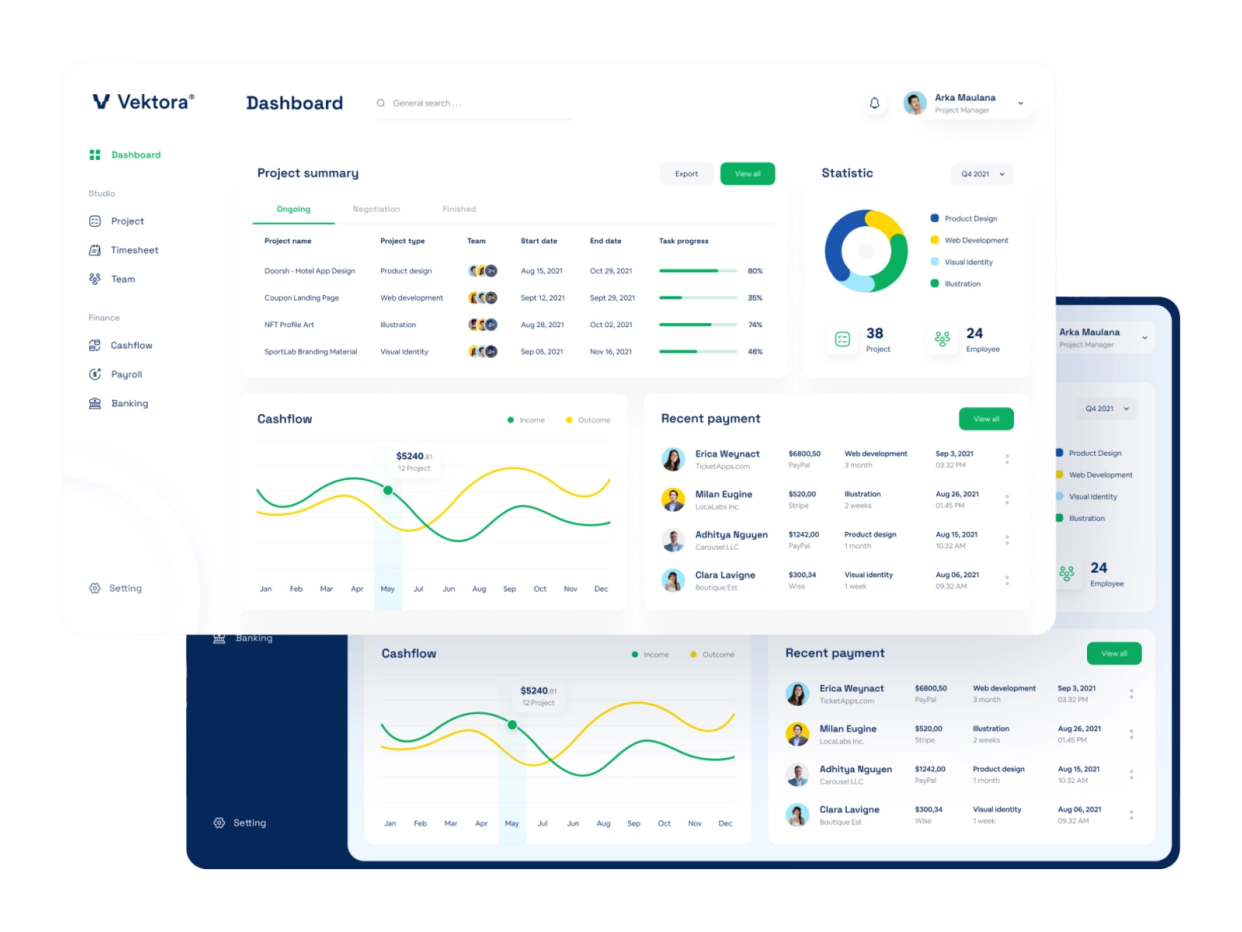 Vektora®
Dashboard
General search . . .
Arka Maulana
Project Manager
Dashboard
Studio
Project
Timesheet
Team
Finance
Cashflow
Payroll
Banking
Setting
Project summary
Export
View all
Ongoing Negotiation Finished
Project name Project type Team Start date End date Task progress
Doorsh - Hotel App Design Product design Aug 15, 2021 Oct 29, 2021 80%
Coupon Landing Page Web development Sept 12, 2021 Sept 29, 2021 35%
NFT Profile Art Illustration Aug 28, 2021 Oct 02, 2021 74%
SportLab Branding Material Visual Identity Sep 05, 2021 Nov 16, 2021 48%
Statistic
Q4 2021
Product Design
Web Development
Visual Identity
Illustration
38
Project
24
Employee
Cashflow
Income Outcome
$5240.81
12 Project
Jan Feb Mar Apr May Jul Jun Aug Sep Oct Nov Dec
Recent payment
View all
Erica Weynact $6800,50 Web development Sep 3, 2021
TicketApps.com PayPal 3 month 03.32 PM
Milan Eugine $520,00 Illustration Aug 26, 2021
LocaLabs Inc. Stripe 2 weeks 01.45 PM
Adhitya Nguyen $1242,00 Product design Aug 15, 2021
Carousel LLC PayPal 1 month 10.32 AM
Clara Lavigne $300,34 Visual identity Aug 06, 2021
Boutique Est Wise 1 week 09.32 AM
Arka Maulana
Project Manager
Q4 2021
Product Design
Web Development
Visual Identity
Illustration
24
Employee
Banking
Setting
Cashflow
Income Outcome
$5240.81
12 Project
Jan Feb Mar Apr May Jul Jun Aug Sep Oct Nov Dec
Recent payment
View all
Erica Weynact $6800,50 Web development Sep 3, 2021
TicketApps.com PayPal 3 month 03.32 PM
Milan Eugine $520,00 Illustration Aug 26, 2021
LocaLabs Inc. Stripe 2 weeks 01.45 PM
Adhitya Nguyen $1242,00 Product design Aug 15, 2021
Carousel LLC PayPal 1 month 10.32 AM
Clara Lavigne $300,34 Visual identity Aug 06, 2021
Boutique Est Wise 1 week 09.32 AM